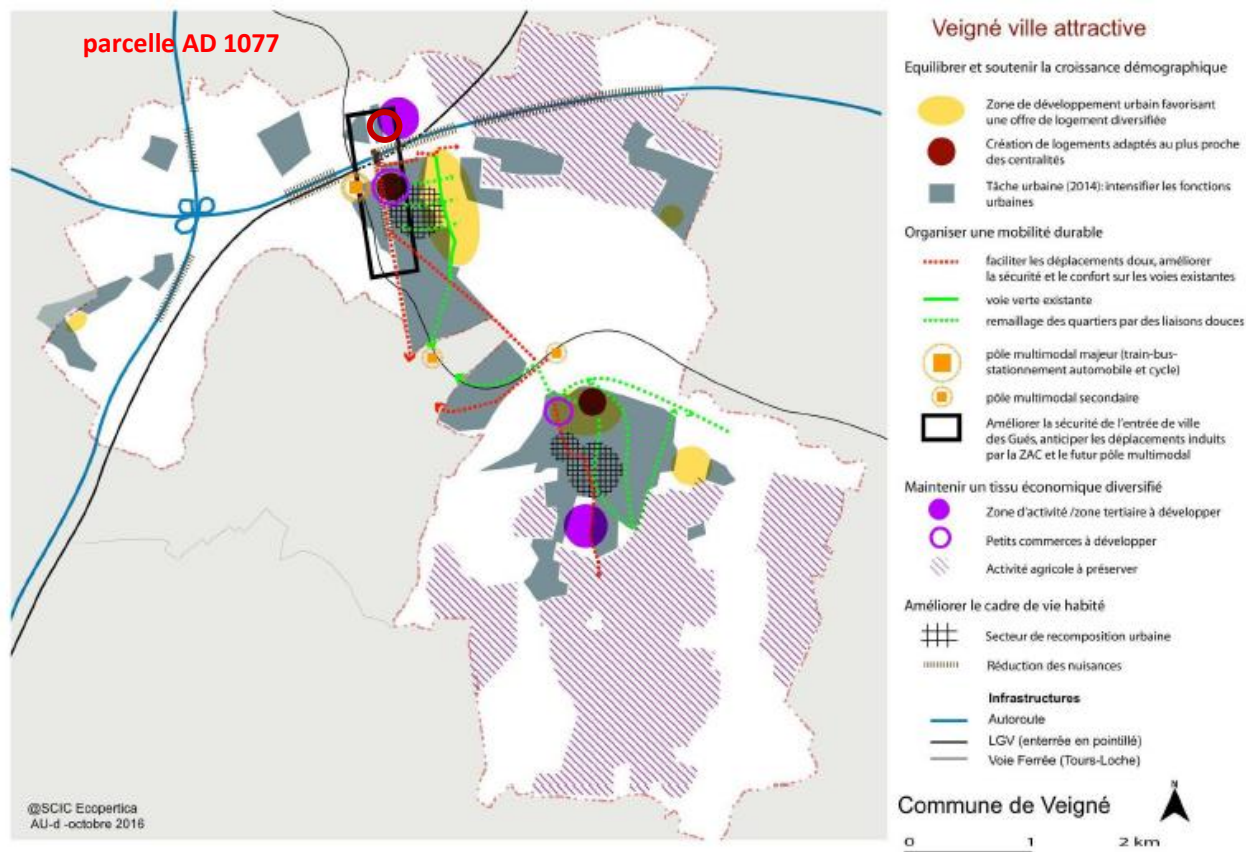 parcelle AD 1077
@SCIC Ecopertica
AU-d -octobre 2016
Veigné ville attractive
Equilibrer et soutenir la croissance démographique
Zone de développement urbain favorisant
une offre de logement diversifiée
Création de logements adaptés au plus proche
des centralités
Tâche urbaine (2014): intensifier les fonctions
urbaines
Organiser une mobilité durable
faciliter les déplacements doux, améliorer
la sécurité et le confort sur les voies existantes
voie verte existante
remaillage des quartiers par des liaisons douces
pôle multimodal majeur (train-bus-
stationnement automobile et cycle)
pôle multimodal secondaire
Améliorer la sécurité de l'entrée de ville
des Gués, anticiper les déplacements induits
par la ZAC et le futur pôle multimodal
Maintenir un tissu économique diversifié
Zone d'activité /zone tertiaire à développer
Petits commerces à développer
Activité agricole à préserver
Améliorer le cadre de vie habité
Secteur de recomposition urbaine
Réduction des nuisances
Infrastructures
Autoroute
LGV (enterrée en pointillé)
Voie Ferrée (Tours-Loche)
Commune de Veigné
N
0 1 2 km